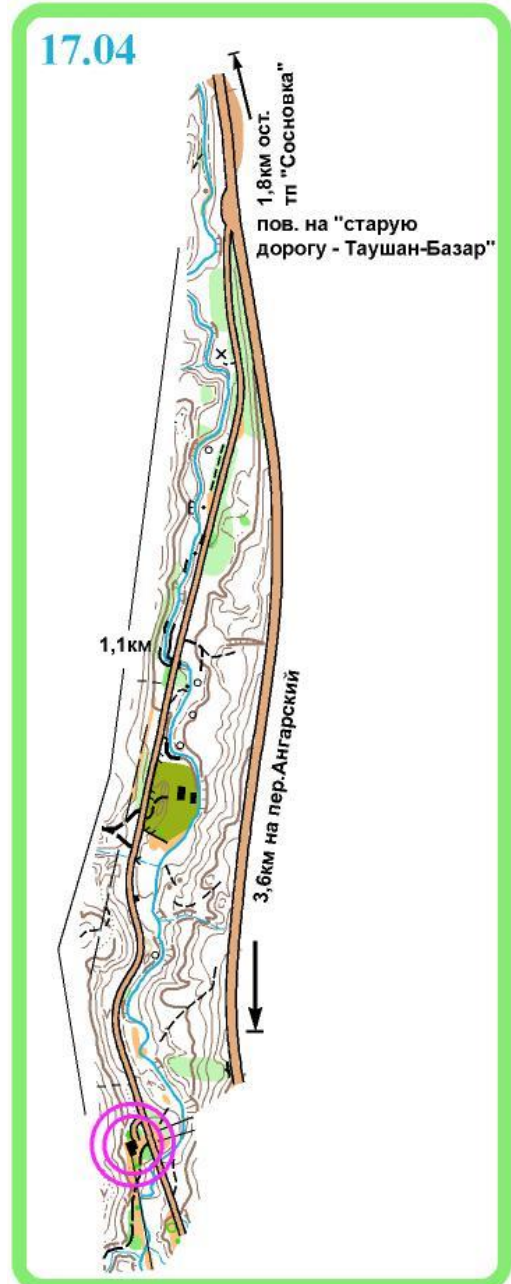 17.04
1,8км ост.
тп "Сосновка"
пов. на "старую
дорогу - Таушан-Базар"
1,1км
3,6км на пер.Ангарский